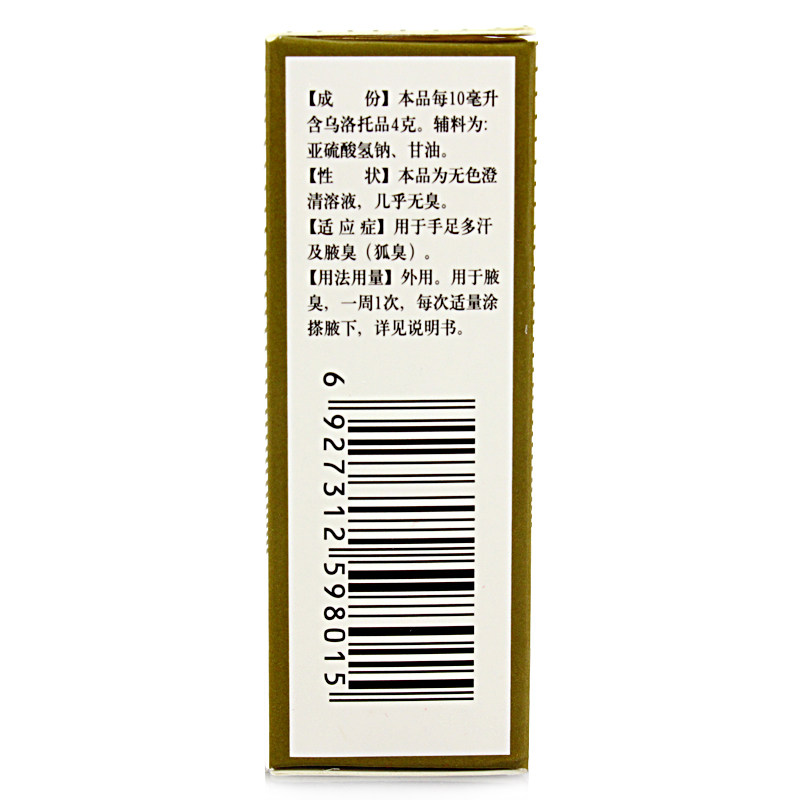 【成　份】本品每10毫升
含乌洛托品4克。辅料为:
亚硫酸氢钠、甘油。
【性　状】本品为无色澄
清溶液，几乎无臭。
【适 应 症】用于手足多汗
及腋臭（狐臭）。
【用法用量】外用。用于腋
臭，一周1次，每次适量涂
搽腋下，详见说明书。
6 927312 598015